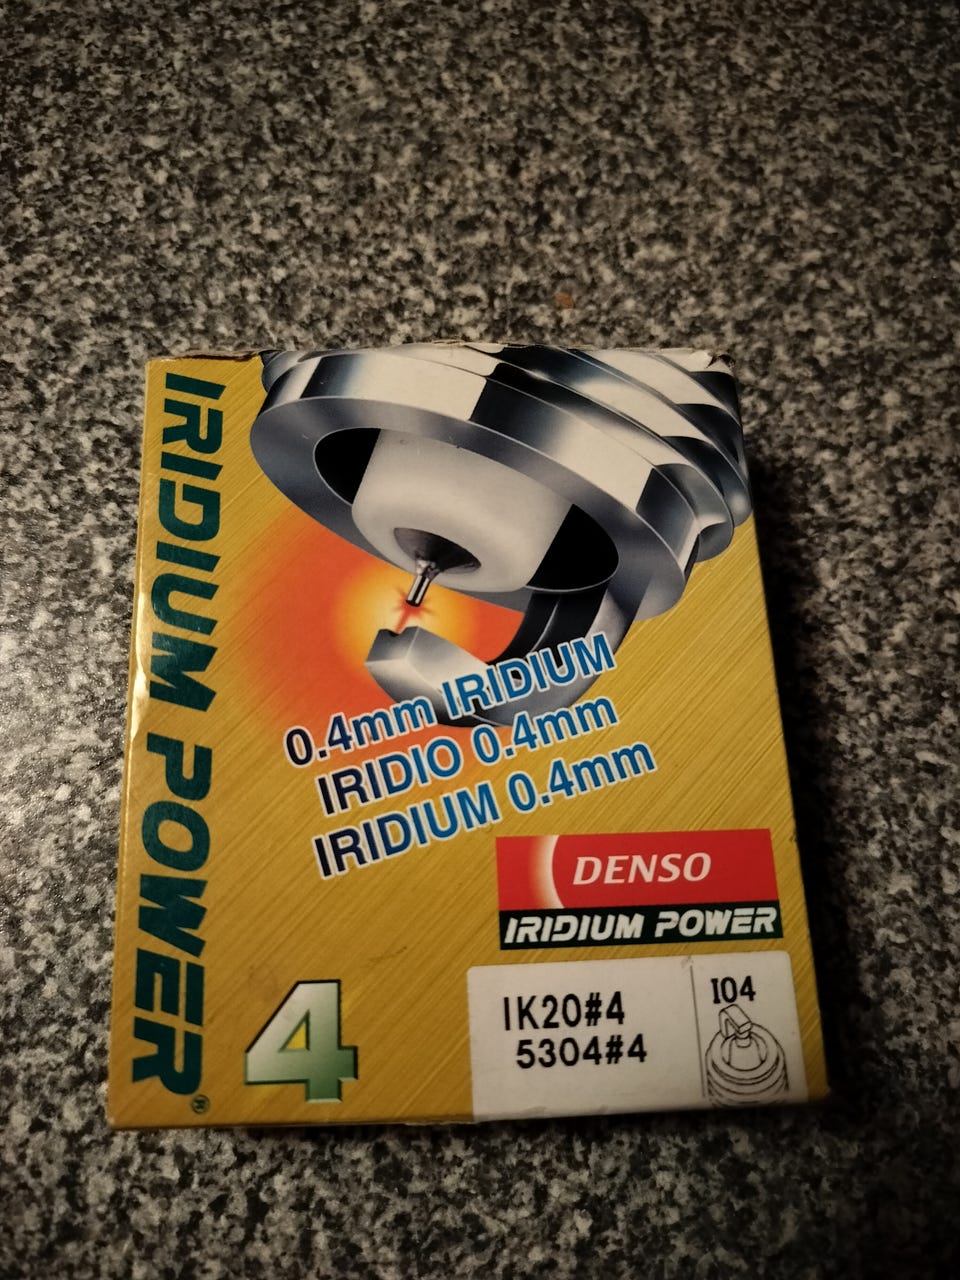 IRIDIUM POWER®
0.4mm IRIDIUM
IRIDIO 0.4mm
IRIDIUM 0.4mm
DENSO
IRIDIUM POWER
4
IK20#4
5304#4
I04